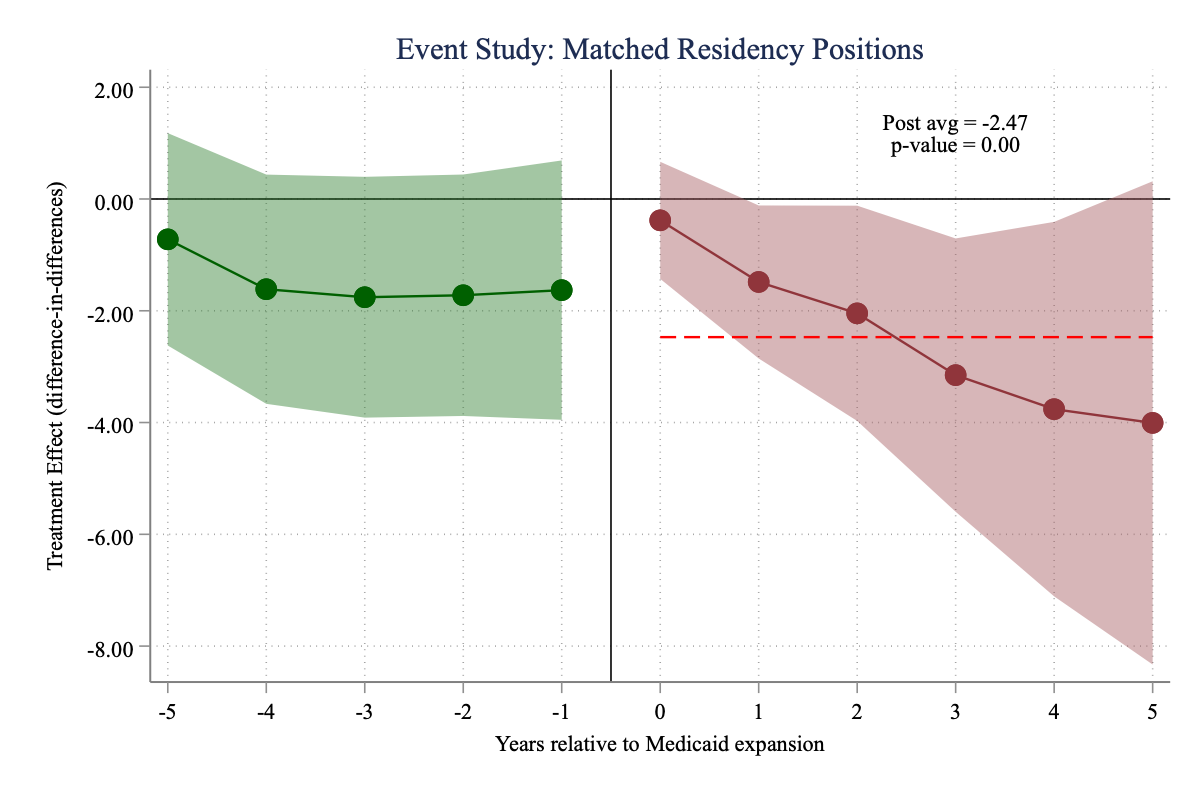 Event Study: Matched Residency Positions
Treatment Effect (difference-in-differences)
2.00
0.00
-2.00
-4.00
-6.00
-8.00
Post avg = -2.47
p-value = 0.00
-5 -4 -3 -2 -1 0 1 2 3 4 5
Years relative to Medicaid expansion